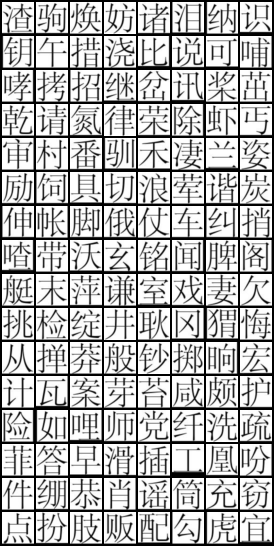 渣驹焕妨诸泪纳识
钥午措浇比说可哺
哮拷招继岔讯桨茁
乾请氮律荣除虾丐
审村番驯禾凄兰姿
励饲具切浪荤谐炭
伸帐脚俄仗车纠捎
喳带沃玄铭闻脾阁
艇末萍谦室戏妻欠
挑检绽井耿冈猬悔
从掸莽般钞掷晌宏
计瓦案芽苔咸颇护
险如哩师党纤洗疏
菲答早滑插工凰吩
件绷恭肖谣筒充窃
点扮肢贩配勾虎宜